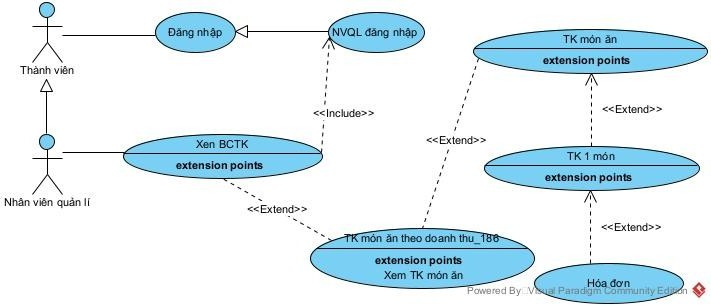 Đăng nhập
NVQL đăng nhập
TK món ăn
extension points
Thành viên
<<Include>>
<<Extend>>
<<Extend>>
Xen BCTK
extension points
TK 1 món
extension points
Nhân viên quản lí
<<Extend>>
<<Extend>>
TK món ăn theo doanh thu_186
extension points
Xem TK món ăn
Hóa đơn
Powered By Visual Paradigm Community Edition